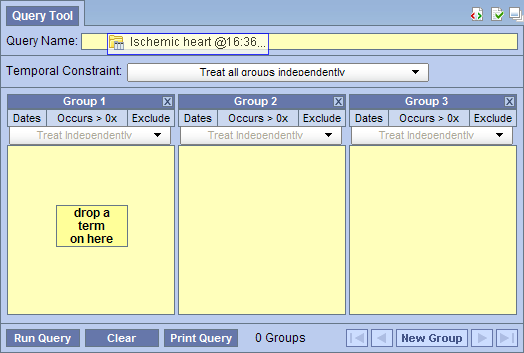 Query Tool
Query Name: Ischemic heart @16:36...
Temporal Constraint: Treat all groups independently
Group 1 X Group 2 X Group 3 X
Dates Occurs > 0x Exclude Dates Occurs > 0x Exclude Dates Occurs > 0x Exclude
Treat Independently Treat Independently Treat Independently
drop a
term
on here
Run Query Clear Print Query 0 Groups New Group